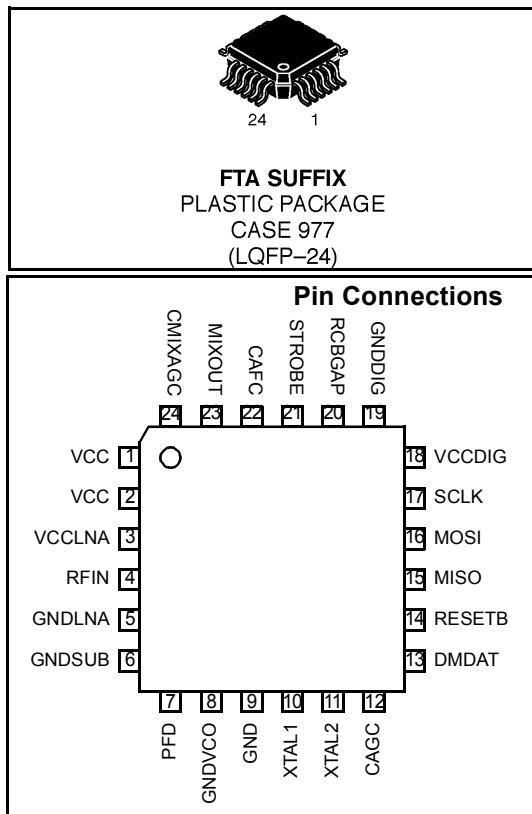 24 1
FTA SUFFIX
PLASTIC PACKAGE
CASE 977
(LQFP–24)
Pin Connections
CMIXAGC
MIXOUT
CAFC
STROBE
RCBGAP
GNDDIG
24 23 22 21 20 19
VCC 1
18 VCCDIG
VCC 2
17 SCLK
VCCLNA 3
16 MOSI
RFIN 4
15 MISO
GNDLNA 5
14 RESETB
GNDSUB 6
13 DMDAT
7 8 9 10 11 12
PFD
GNDVCO
GND
XTAL1
XTAL2
CAGC